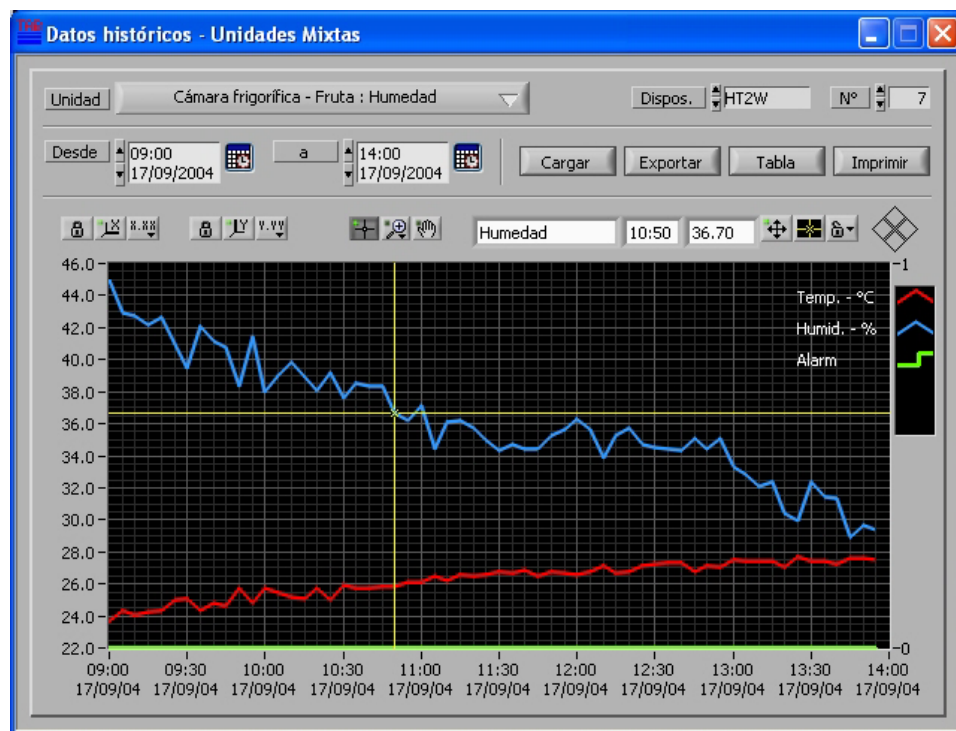 TAB
Datos históricos - Unidades Mixtas
Unidad Cámara frigorífica - Fruta : Humedad Dispos. HT2W Nº 7
Desde 09:00 17/09/2004 a 14:00 17/09/2004 Cargar Exportar Tabla Imprimir
X X.XX Y Y.YY Humedad 10:50 36.70
46.0 1
44.0 Temp. - ºC
42.0 Humid. - %
40.0 Alarm
38.0
36.0
34.0
32.0
30.0
28.0
26.0
24.0
22.0 0
09:00 09:30 10:00 10:30 11:00 11:30 12:00 12:30 13:00 13:30 14:00
17/09/04 17/09/04 17/09/04 17/09/04 17/09/04 17/09/04 17/09/04 17/09/04 17/09/04 17/09/04 17/09/04